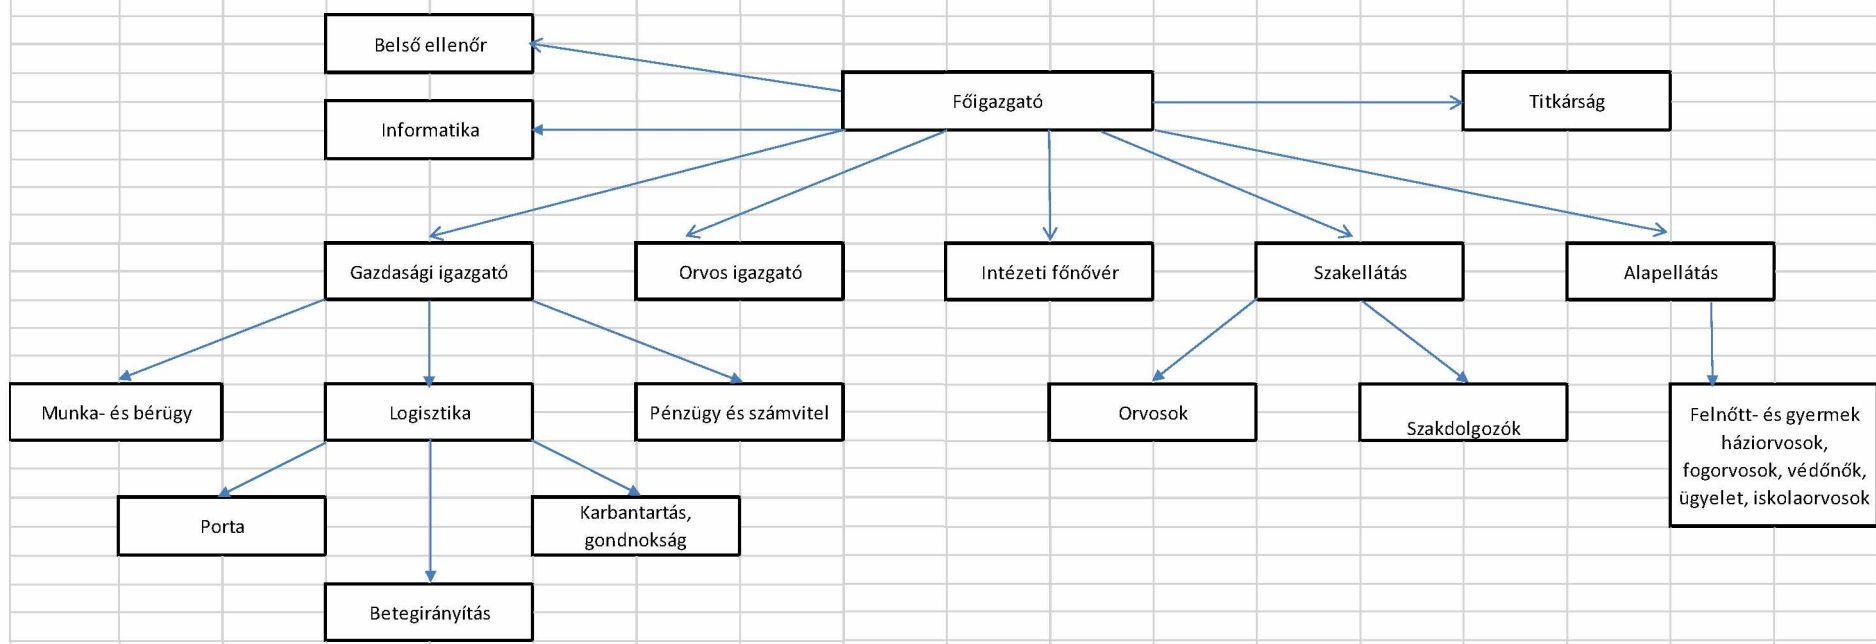 Belső ellenőr
Főigazgató
Titkárság
Informatika
Gazdasági igazgató
Orvos igazgató
Intézeti főnővér
Szakellátás
Alapellátás
Munka- és bérügy
Logisztika
Pénzügy és számvitel
Orvosok
Szakdolgozók
Felnőtt- és gyermek
háziorvosok,
fogorvosok, védőnők,
ügyelet, iskolaorvosok
Porta
Karbantartás,
gondnokság
Betegirányítás